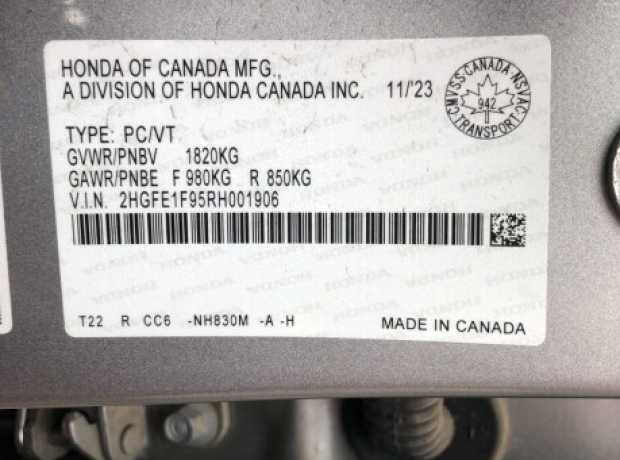 HONDA OF CANADA MFG.,
A DIVISION OF HONDA CANADA INC. 11/'23
CMVSS·CANADA·NSVAC
942
TRANSPORT
TYPE: PC/VT
GVWR/PNBV 1820KG
GAWR/PNBE F 980KG R 850KG
V.I.N. 2HGFE1F95RH001906
T22 R CC6 -NH830M -A -H
MADE IN CANADA